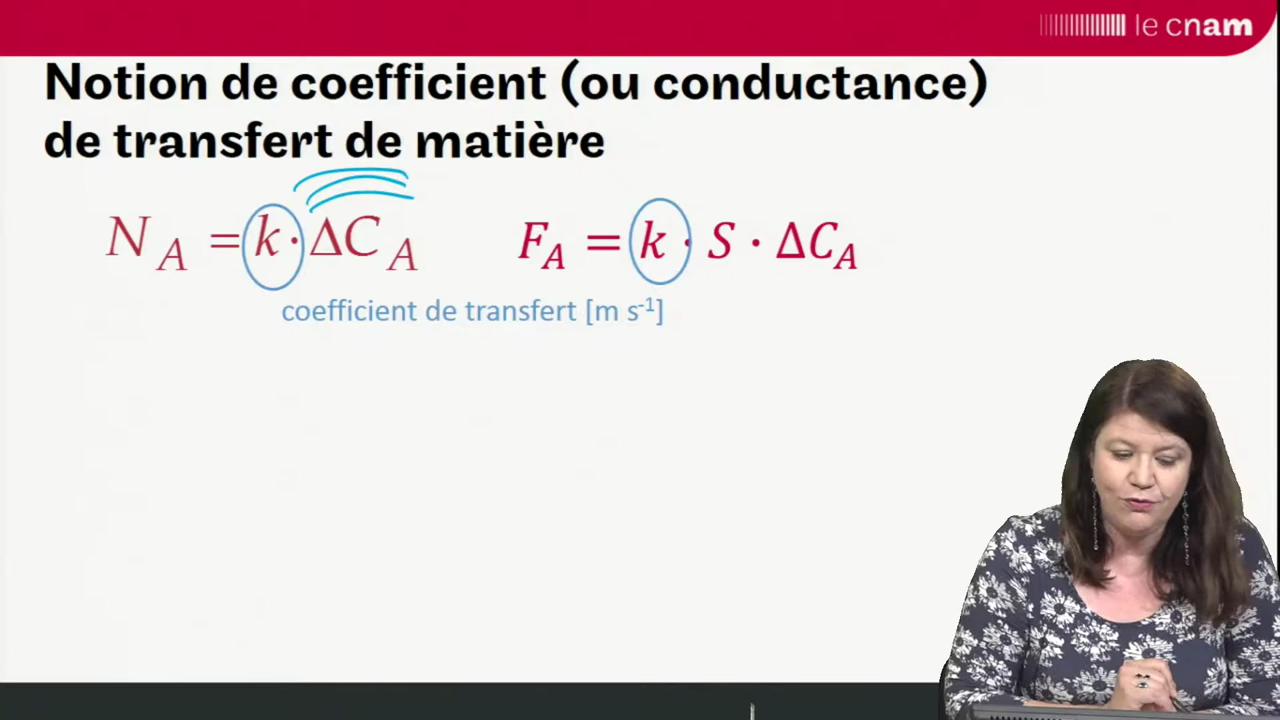 le cnam
Notion de coefficient (ou conductance)
de transfert de matière
N_A = k · ΔC_A
F_A = k · S · ΔC_A
coefficient de transfert [m s⁻¹]